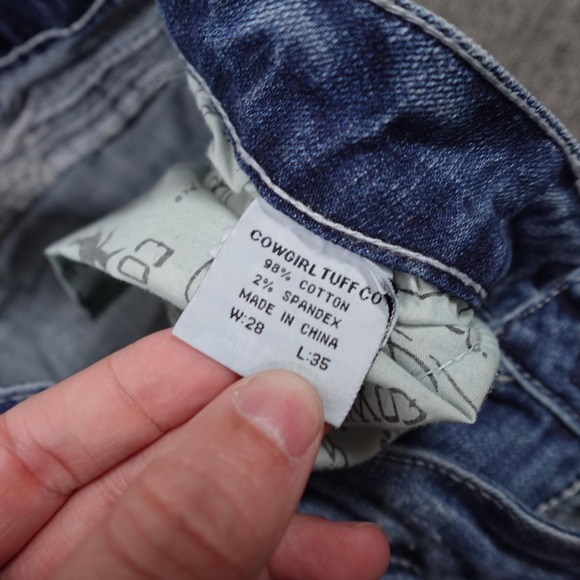 COWGIRL TUFF CO
98% COTTON
2% SPANDEX
MADE IN CHINA
W:28 L:35